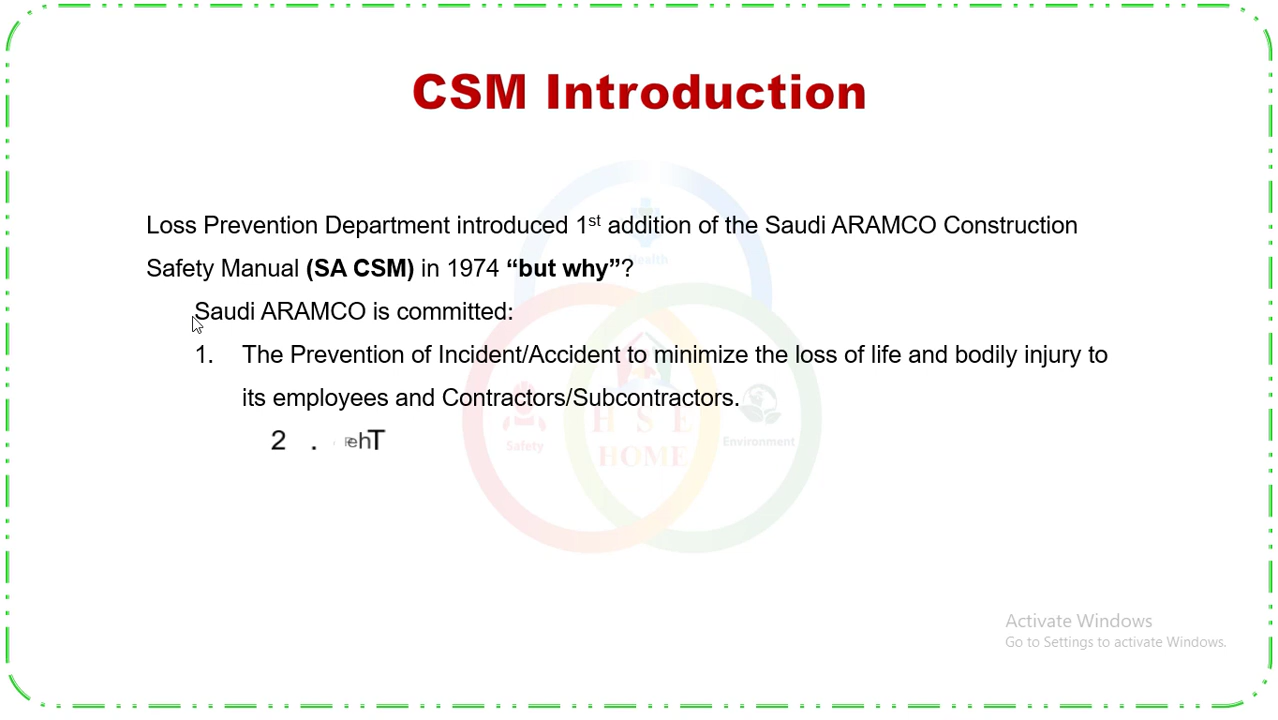 CSM Introduction
Loss Prevention Department introduced 1st addition of the Saudi ARAMCO Construction
Safety Manual (SA CSM) in 1974 “but why”?
Saudi ARAMCO is committed:
1. The Prevention of Incident/Accident to minimize the loss of life and bodily injury to
its employees and Contractors/Subcontractors.
2 .
Health
Safety
H S E
HOME
Environment
Activate Windows
Go to Settings to activate Windows.